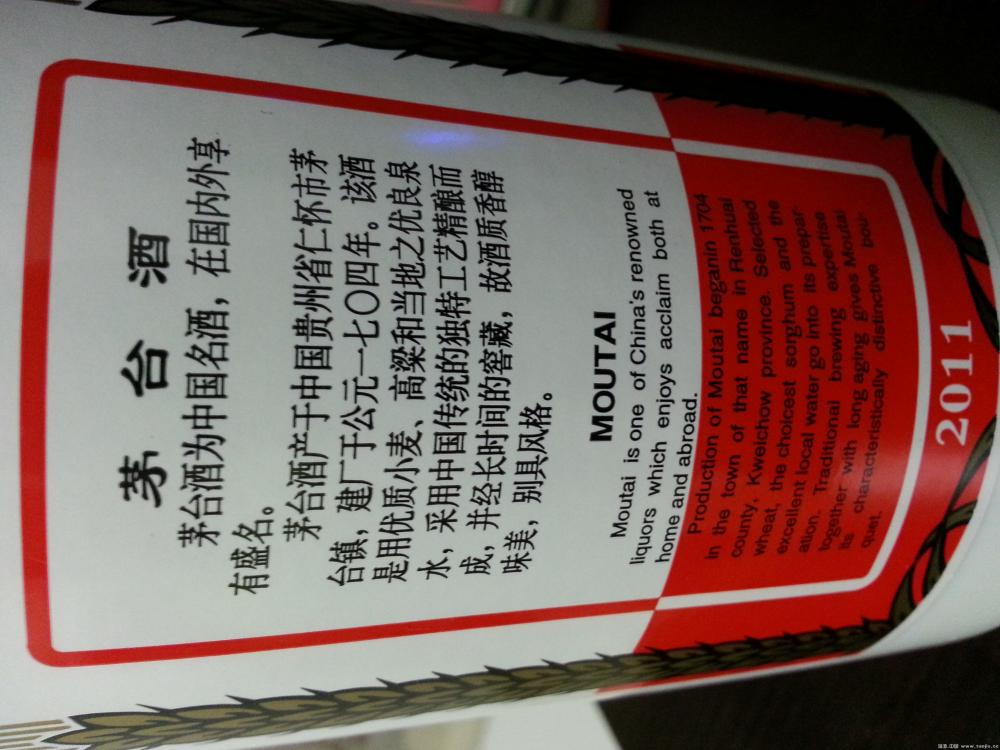 茅台酒
茅台酒为中国名酒，在国内外享
有盛名。
茅台酒产于中国贵州省仁怀市茅
台镇，建厂于公元一七〇四年。该酒
是用优质小麦、高粱和当地之优良泉
水，采用中国传统的独特工艺精酿而
成，并经长时间的窖藏，故酒质香醇
味美，别具风格。
MOUTAI
Moutai is one of China's renowned
liquors which enjoys acclaim both at
home and abroad.
Production of Moutai beganin 1704
in the town of that name in Renhuai
county, Kweichow province. Selected
wheat, the choicest sorghum and the
excellent local water go into its prepar-
ation. Traditional brewing expertise
together with long aging gives Moutai
its characteristically distinctive bou-
quet.
2011